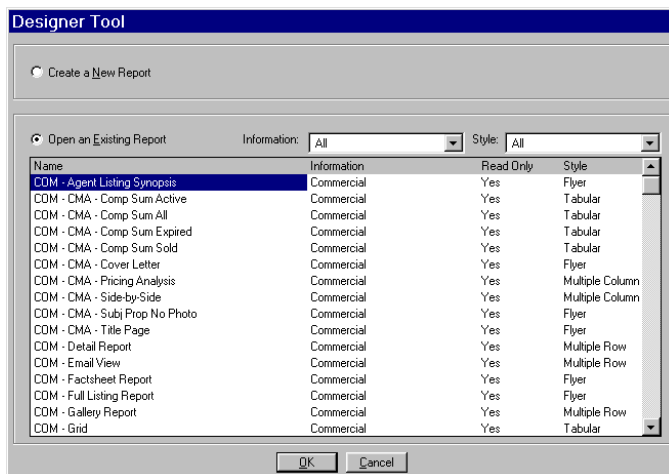 Designer Tool
Create a New Report
Open an Existing Report Information: All Style: All
Name Information Read Only Style
COM - Agent Listing Synopsis Commercial Yes Flyer
COM - CMA - Comp Sum Active Commercial Yes Tabular
COM - CMA - Comp Sum All Commercial Yes Tabular
COM - CMA - Comp Sum Expired Commercial Yes Tabular
COM - CMA - Comp Sum Sold Commercial Yes Tabular
COM - CMA - Cover Letter Commercial Yes Flyer
COM - CMA - Pricing Analysis Commercial Yes Multiple Column
COM - CMA - Side-by-Side Commercial Yes Multiple Column
COM - CMA - Subj Prop No Photo Commercial Yes Flyer
COM - CMA - Title Page Commercial Yes Flyer
COM - Detail Report Commercial Yes Multiple Row
COM - Email View Commercial Yes Multiple Row
COM - Factsheet Report Commercial Yes Flyer
COM - Full Listing Report Commercial Yes Flyer
COM - Gallery Report Commercial Yes Multiple Row
COM - Grid Commercial Yes Tabular
OK Cancel